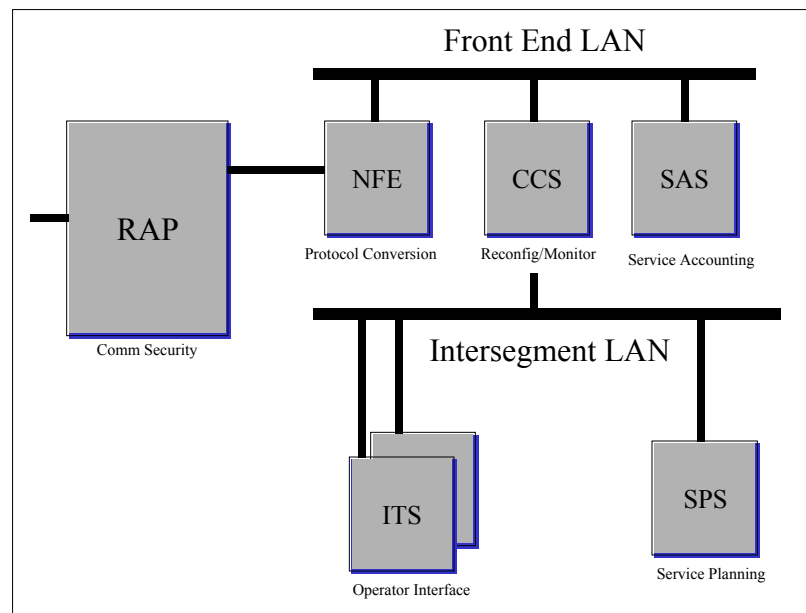 Front End LAN
RAP
NFE
CCS
SAS
Protocol Conversion
Reconfig/Monitor
Service Accounting
Comm Security
Intersegment LAN
ITS
SPS
Operator Interface
Service Planning